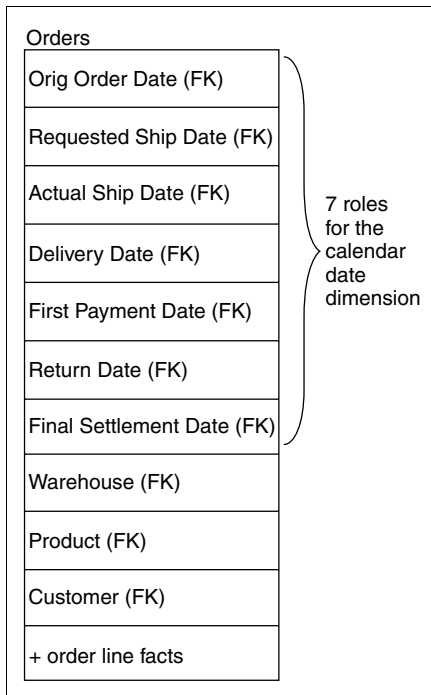 Orders
Orig Order Date (FK)
Requested Ship Date (FK)
Actual Ship Date (FK)
Delivery Date (FK)
First Payment Date (FK)
Return Date (FK)
Final Settlement Date (FK)
Warehouse (FK)
Product (FK)
Customer (FK)
+ order line facts
7 roles
for the
calendar
date
dimension